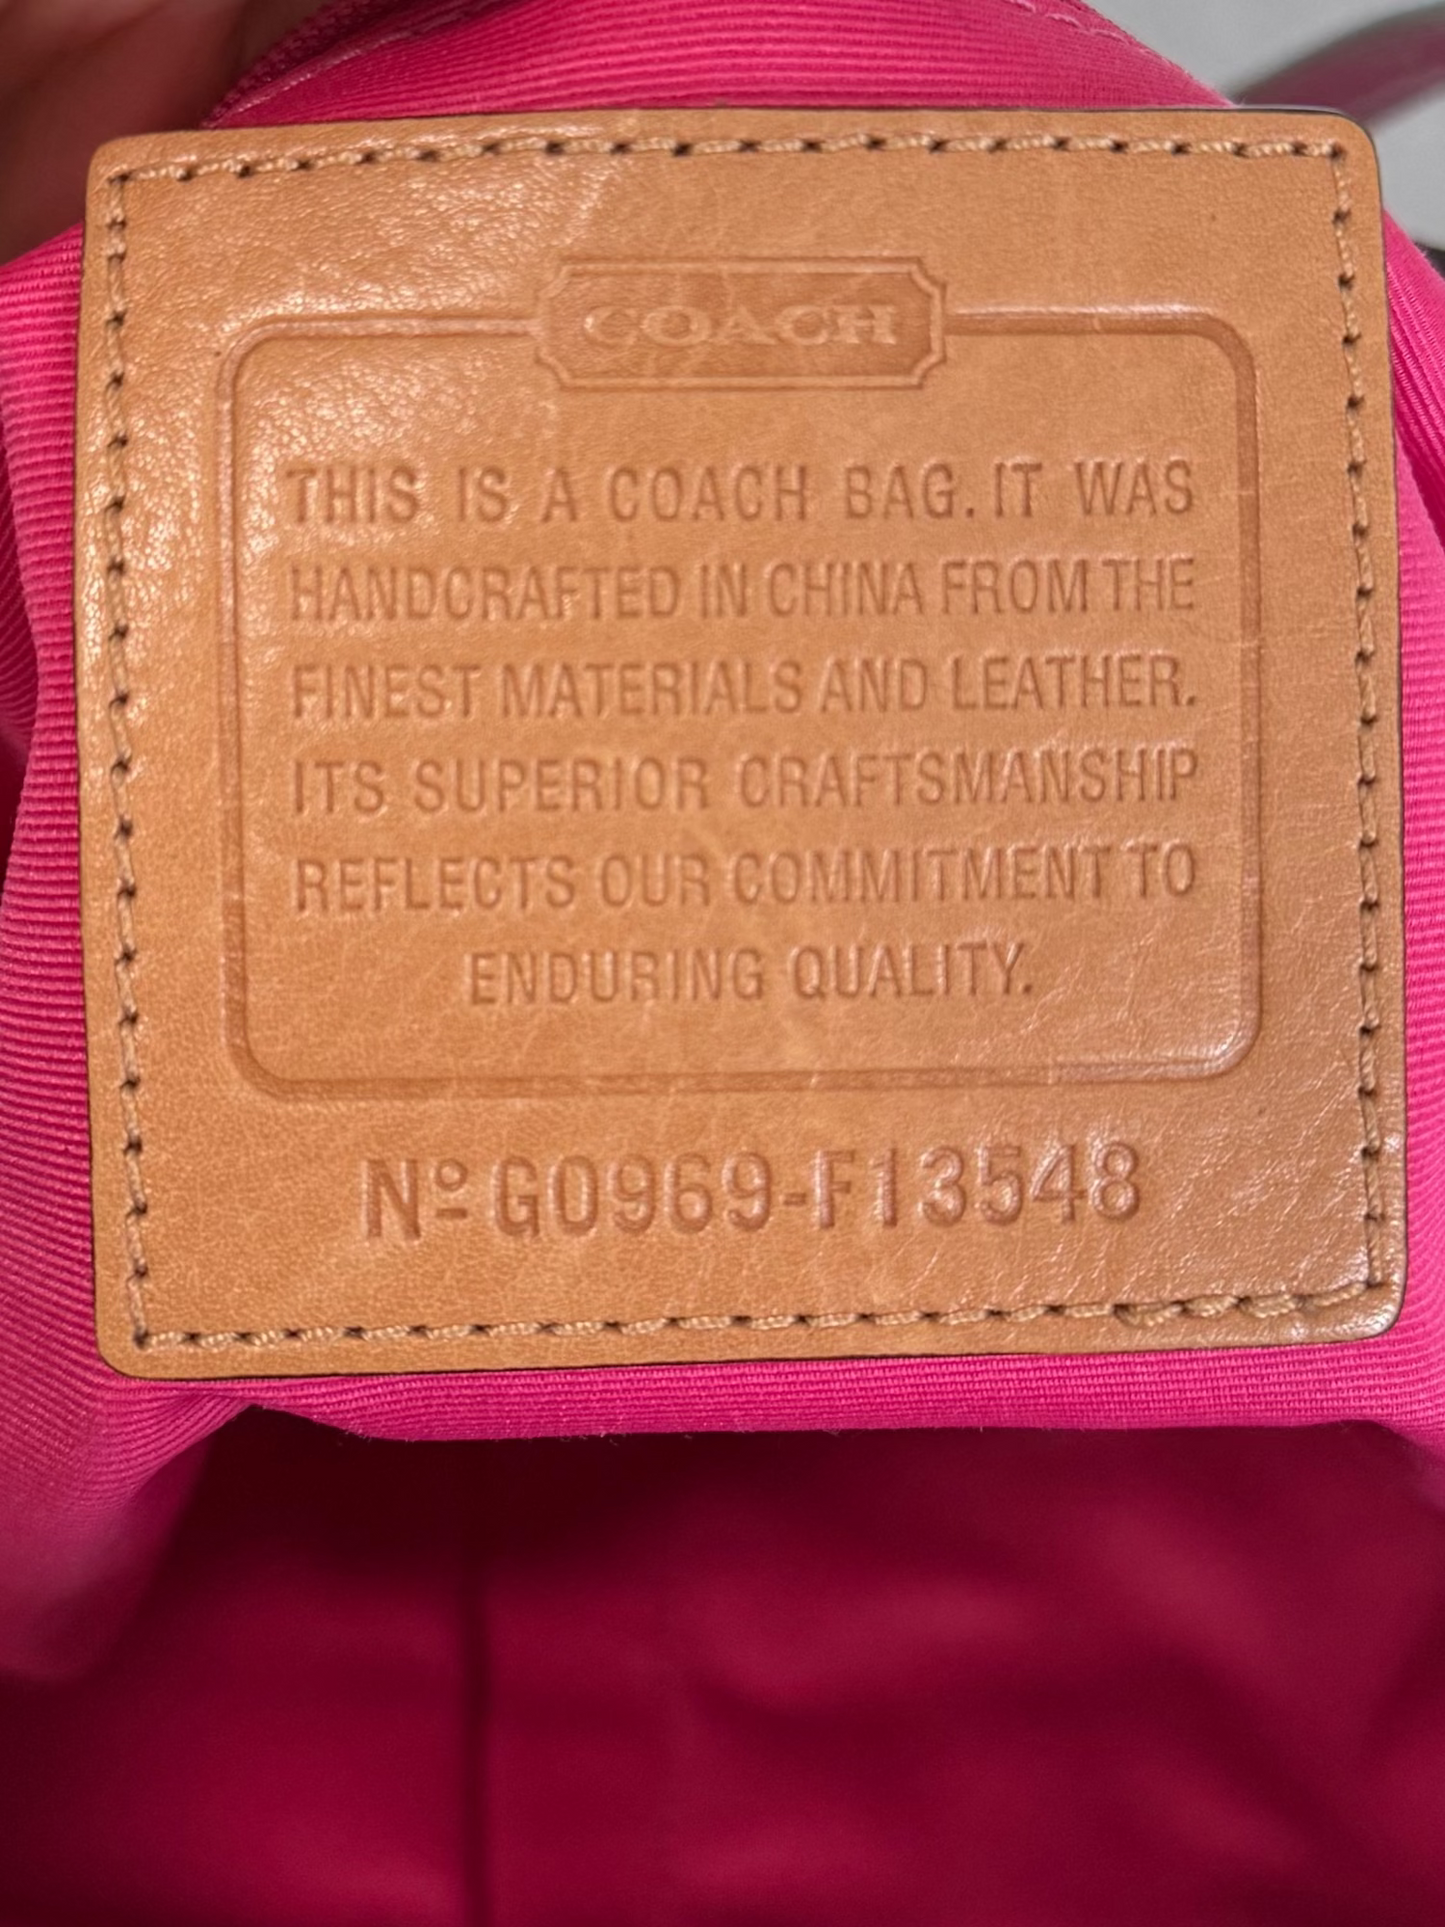 COACH
THIS IS A COACH BAG. IT WAS
HANDCRAFTED IN CHINA FROM THE
FINEST MATERIALS AND LEATHER.
ITS SUPERIOR CRAFTSMANSHIP
REFLECTS OUR COMMITMENT TO
ENDURING QUALITY.
Nº G0969-F13548